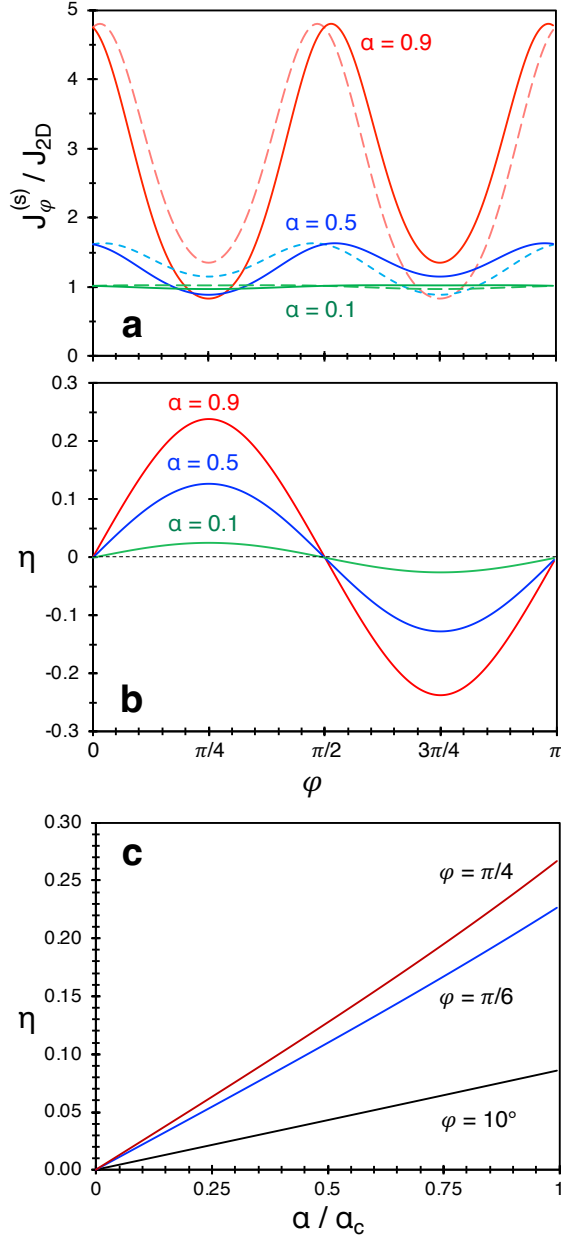 5
4
3
2
1
0
J_φ^(s) / J_2D
α = 0.9
α = 0.5
α = 0.1
a
0.3
0.2
0.1
0
-0.1
-0.2
-0.3
η
α = 0.9
α = 0.5
α = 0.1
b
0 π/4 π/2 3π/4 π
φ
0.30
0.25
0.20
0.15
0.10
0.05
0.00
η
c
φ = π/4
φ = π/6
φ = 10°
0 0.25 0.5 0.75 1
α / α_c